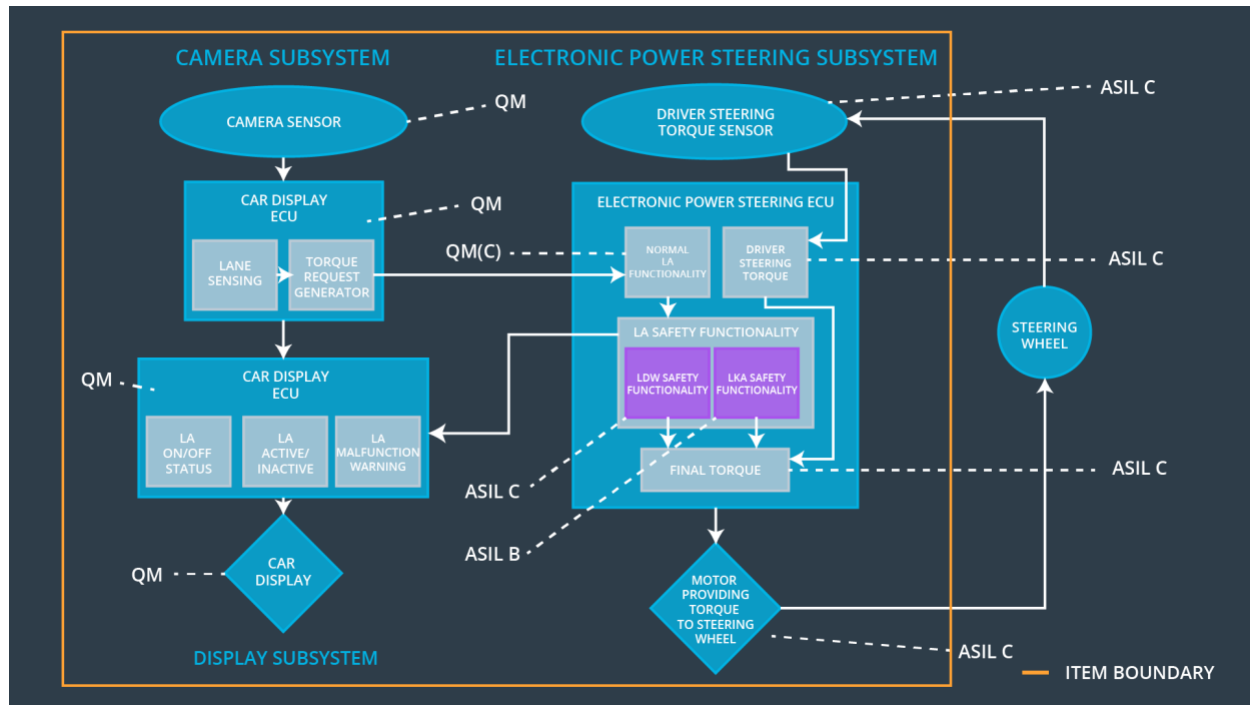 CAMERA SUBSYSTEM
ELECTRONIC POWER STEERING SUBSYSTEM
CAMERA SENSOR
QM
DRIVER STEERING
TORQUE SENSOR
ASIL C
CAR DISPLAY
ECU
QM
LANE
SENSING
TORQUE
REQUEST
GENERATOR
ELECTRONIC POWER STEERING ECU
QM(C)
NORMAL
LA
FUNCTIONALITY
DRIVER
STEERING
TORQUE
ASIL C
STEERING
WHEEL
LA SAFETY FUNCTIONALITY
LDW SAFETY
FUNCTIONALITY
LKA SAFETY
FUNCTIONALITY
QM
CAR DISPLAY
ECU
LA
ON/OFF
STATUS
LA
ACTIVE/
INACTIVE
LA
MALFUNCTION
WARNING
FINAL TORQUE
ASIL C
ASIL C
ASIL B
QM
CAR
DISPLAY
MOTOR
PROVIDING
TORQUE
TO STEERING
WHEEL
DISPLAY SUBSYSTEM
ASIL C
ITEM BOUNDARY